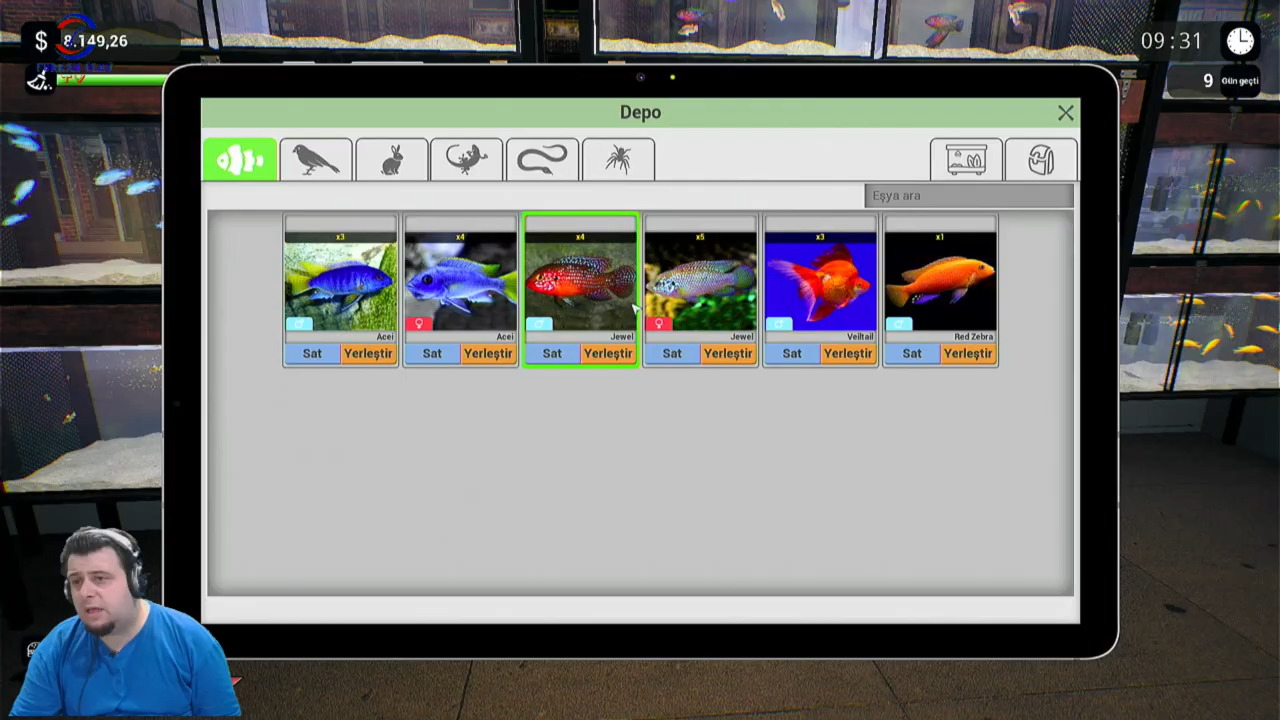 $ 8.149,26
09:31
9 Gün geçti
Depo
Eşya ara
x3
x4
x4
x5
x3
x1
Acei
Acei
Jewel
Jewel
Veiltail
Red Zebra
Sat Yerleştir
Sat Yerleştir
Sat Yerleştir
Sat Yerleştir
Sat Yerleştir
Sat Yerleştir